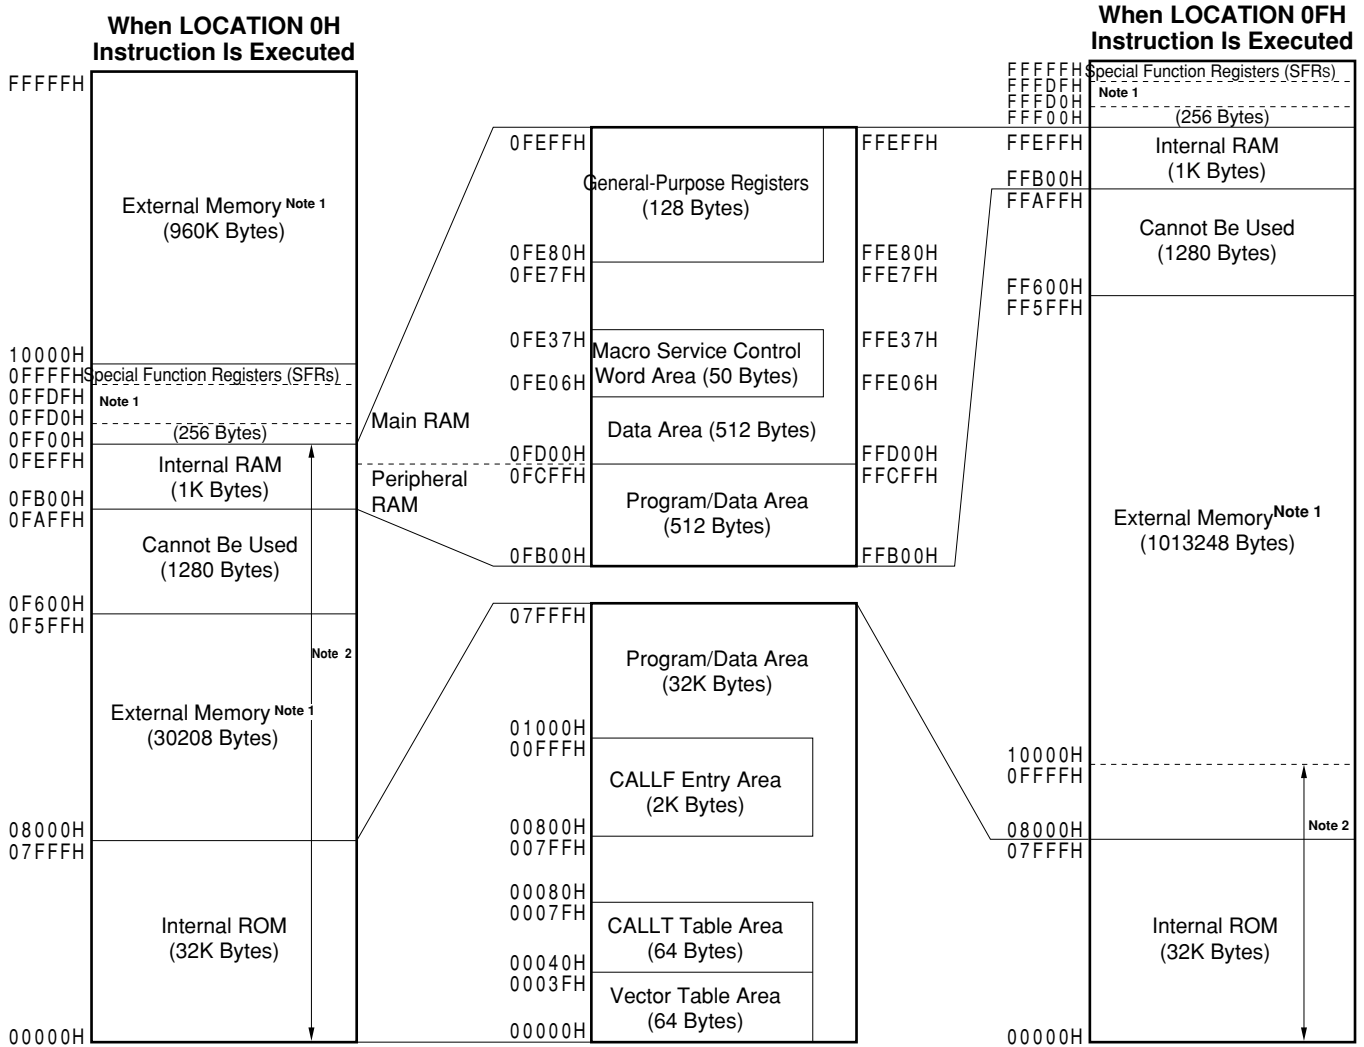 When LOCATION 0H
Instruction Is Executed
FFFFFH
External Memory Note 1
(960K Bytes)
10000H
0FFFFH
Special Function Registers (SFRs)
0FFDFH
Note 1
0FFD0H
0FF00H
(256 Bytes)
0FEFFH
Internal RAM
(1K Bytes)
0FB00H
0FAFFH
Cannot Be Used
(1280 Bytes)
0F600H
0F5FFH
Note 2
External Memory Note 1
(30208 Bytes)
08000H
07FFFH
Internal ROM
(32K Bytes)
00000H
Main RAM
Peripheral
RAM
0FEFFH
FFEFFH
General-Purpose Registers
(128 Bytes)
0FE80H
FFE80H
0FE7FH
FFE7FH
0FE37H
FFE37H
Macro Service Control
Word Area (50 Bytes)
0FE06H
FFE06H
Data Area (512 Bytes)
0FD00H
FFD00H
0FCFFH
FFCFFH
Program/Data Area
(512 Bytes)
0FB00H
FFB00H
07FFFH
Program/Data Area
(32K Bytes)
01000H
00FFFH
CALLF Entry Area
(2K Bytes)
00800H
007FFH
00080H
0007FH
CALLT Table Area
(64 Bytes)
00040H
0003FH
Vector Table Area
(64 Bytes)
00000H
When LOCATION 0FH
Instruction Is Executed
FFFFFH
Special Function Registers (SFRs)
FFFDFH
Note 1
FFFD0H
FFF00H
(256 Bytes)
FFEFFH
Internal RAM
(1K Bytes)
FFB00H
FFAFFH
Cannot Be Used
(1280 Bytes)
FF600H
FF5FFH
External Memory Note 1
(1013248 Bytes)
10000H
0FFFFH
Note 2
08000H
07FFFH
Internal ROM
(32K Bytes)
00000H